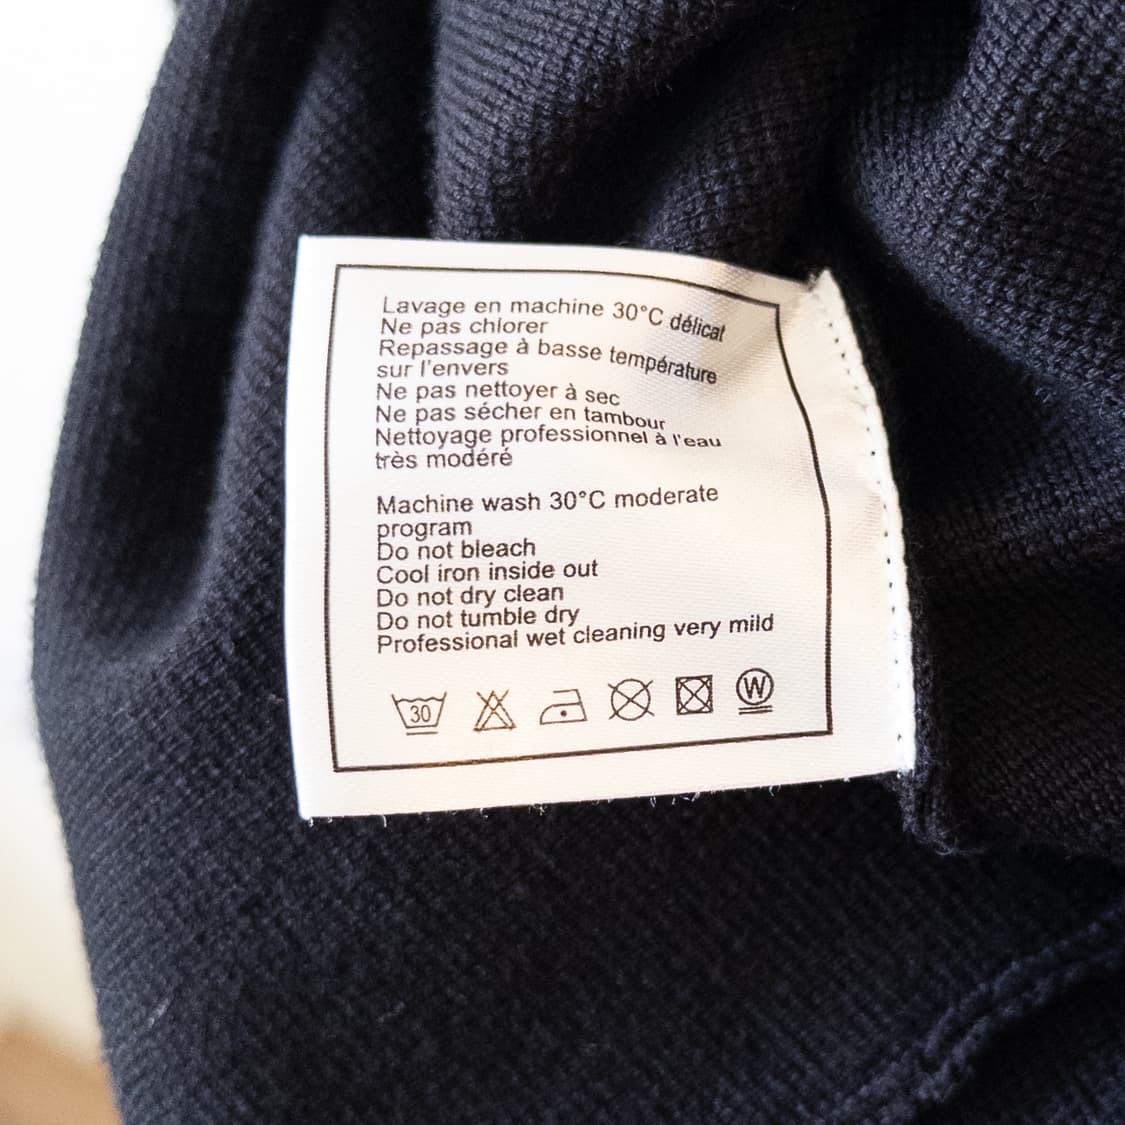 Lavage en machine 30°C délicat
Ne pas chlorer
Repassage à basse température
sur l'envers
Ne pas nettoyer à sec
Ne pas sécher en tambour
Nettoyage professionnel à l'eau
très modéré
Machine wash 30°C moderate
program
Do not bleach
Cool iron inside out
Do not dry clean
Do not tumble dry
Professional wet cleaning very mild
30 W